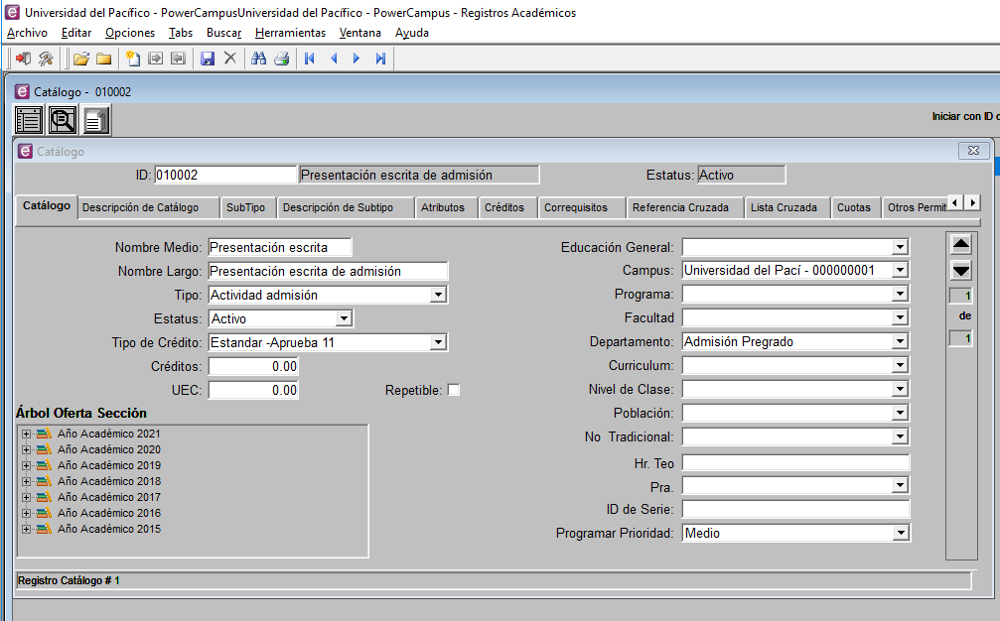 Universidad del Pacífico - PowerCampusUniversidad del Pacífico - PowerCampus - Registros Académicos
Archivo Editar Opciones Tabs Buscar Herramientas Ventana Ayuda
Catálogo - 010002
Iniciar con ID
Catálogo
ID: 010002 Presentación escrita de admisión Estatus: Activo
Catálogo Descripción de Catálogo SubTipo Descripción de Subtipo Atributos Créditos Correquisitos Referencia Cruzada Lista Cruzada Cuotas Otros Permit
Nombre Medio: Presentación escrita
Nombre Largo: Presentación escrita de admisión
Tipo: Actividad admisión
Estatus: Activo
Tipo de Crédito: Estandar -Aprueba 11
Créditos: 0.00
UEC: 0.00 Repetible:
Árbol Oferta Sección
Año Académico 2021
Año Académico 2020
Año Académico 2019
Año Académico 2018
Año Académico 2017
Año Académico 2016
Año Académico 2015
Educación General:
Campus: Universidad del Pací - 000000001
Programa:
Facultad
Departamento: Admisión Pregrado
Curriculum:
Nivel de Clase:
Población:
No Tradicional:
Hr. Teo
Pra.
ID de Serie:
Programar Prioridad: Medio
1
de
1
Registro Catálogo # 1